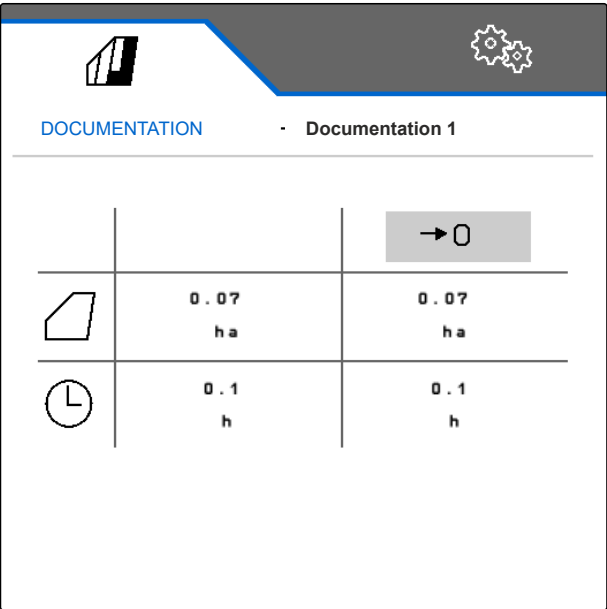 DOCUMENTATION - Documentation 1
→0
0.07 0.07
ha ha
0.1 0.1
h h